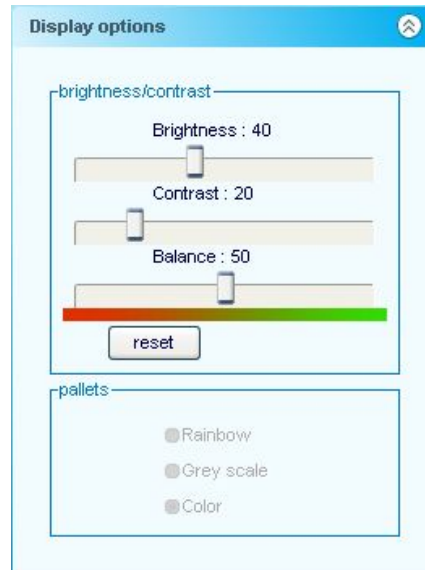 Display options
brightness/contrast
Brightness : 40
Contrast : 20
Balance : 50
reset
pallets
Rainbow
Grey scale
Color